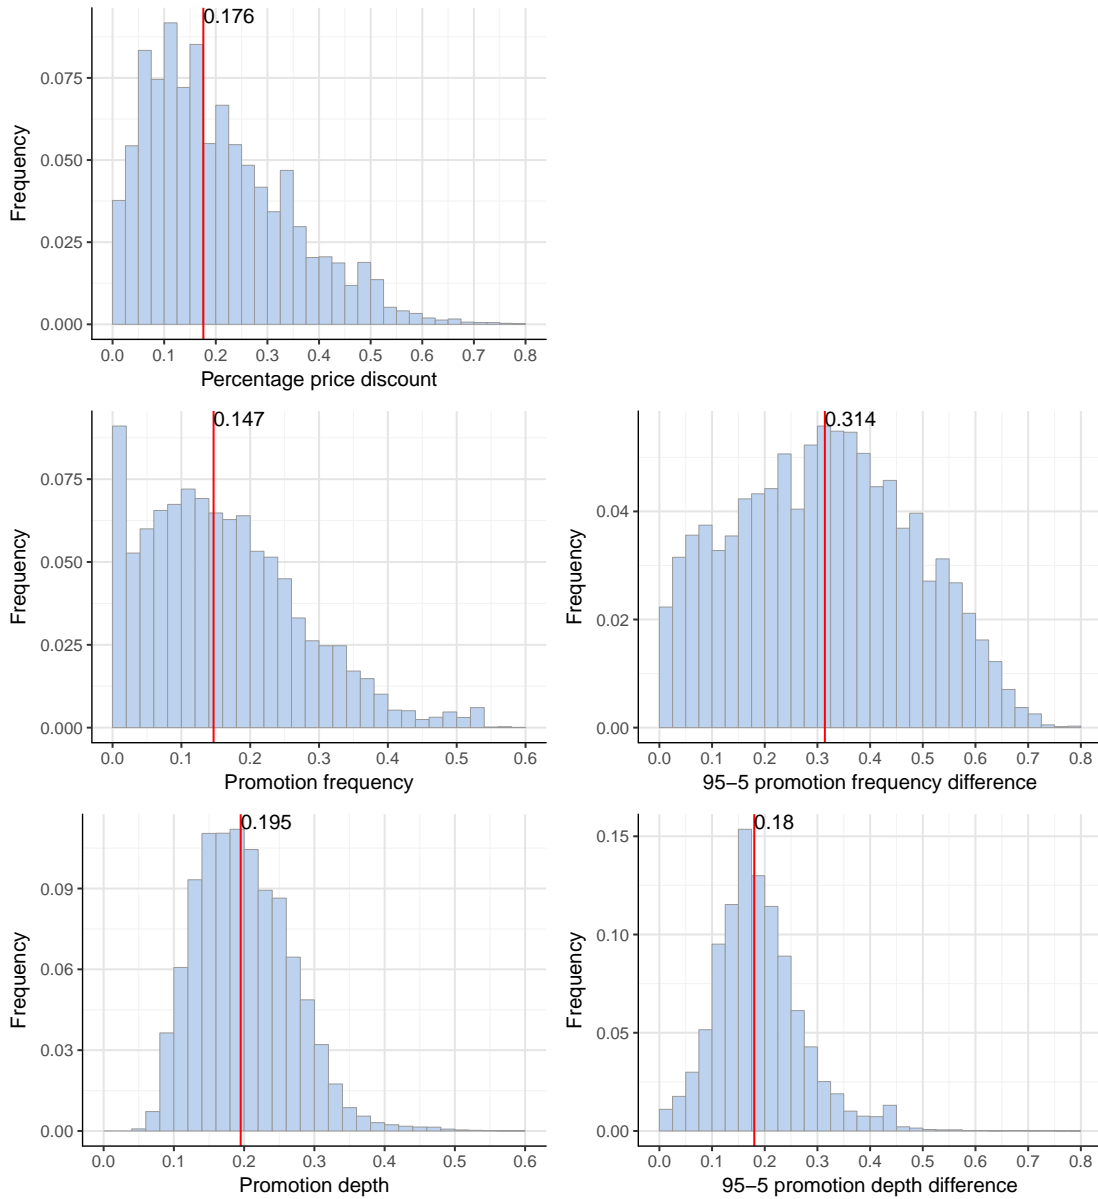 0.176
0.075
0.050
0.025
0.000
Frequency
0.0 0.1 0.2 0.3 0.4 0.5 0.6 0.7 0.8
Percentage price discount
0.147
0.075
0.050
0.025
0.000
Frequency
0.0 0.1 0.2 0.3 0.4 0.5 0.6
Promotion frequency
0.314
0.04
0.02
0.00
Frequency
0.0 0.1 0.2 0.3 0.4 0.5 0.6 0.7 0.8
95−5 promotion frequency difference
0.195
0.09
0.06
0.03
0.00
Frequency
0.0 0.1 0.2 0.3 0.4 0.5 0.6
Promotion depth
0.18
0.15
0.10
0.05
0.00
Frequency
0.0 0.1 0.2 0.3 0.4 0.5 0.6 0.7 0.8
95−5 promotion depth difference